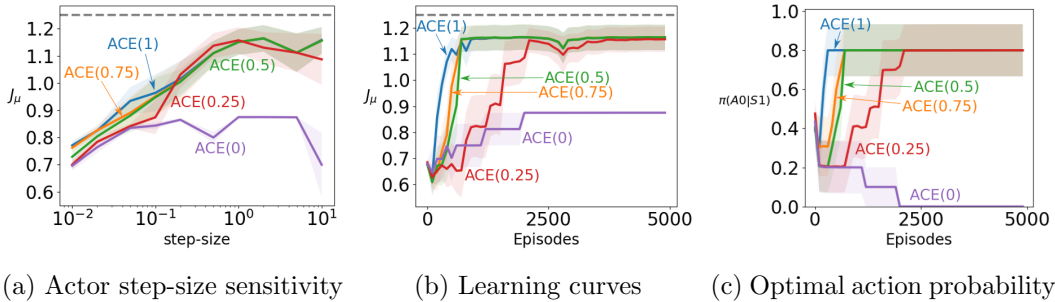 1.2
1.1
1.0
J_μ
0.9
0.8
0.7
0.6
ACE(1)
ACE(0.75)
ACE(0.5)
ACE(0.25)
ACE(0)
10^−2
10^−1
10^0
10^1
step-size
(a) Actor step-size sensitivity
1.2
1.1
1.0
J_μ
0.9
0.8
0.7
0.6
ACE(1)
ACE(0.5)
ACE(0.75)
ACE(0)
ACE(0.25)
0
2500
5000
Episodes
(b) Learning curves
1.0
0.8
π(A0|S1)
0.6
0.4
0.2
0.0
ACE(1)
ACE(0.5)
ACE(0.75)
ACE(0.25)
ACE(0)
0
2500
5000
Episodes
(c) Optimal action probability